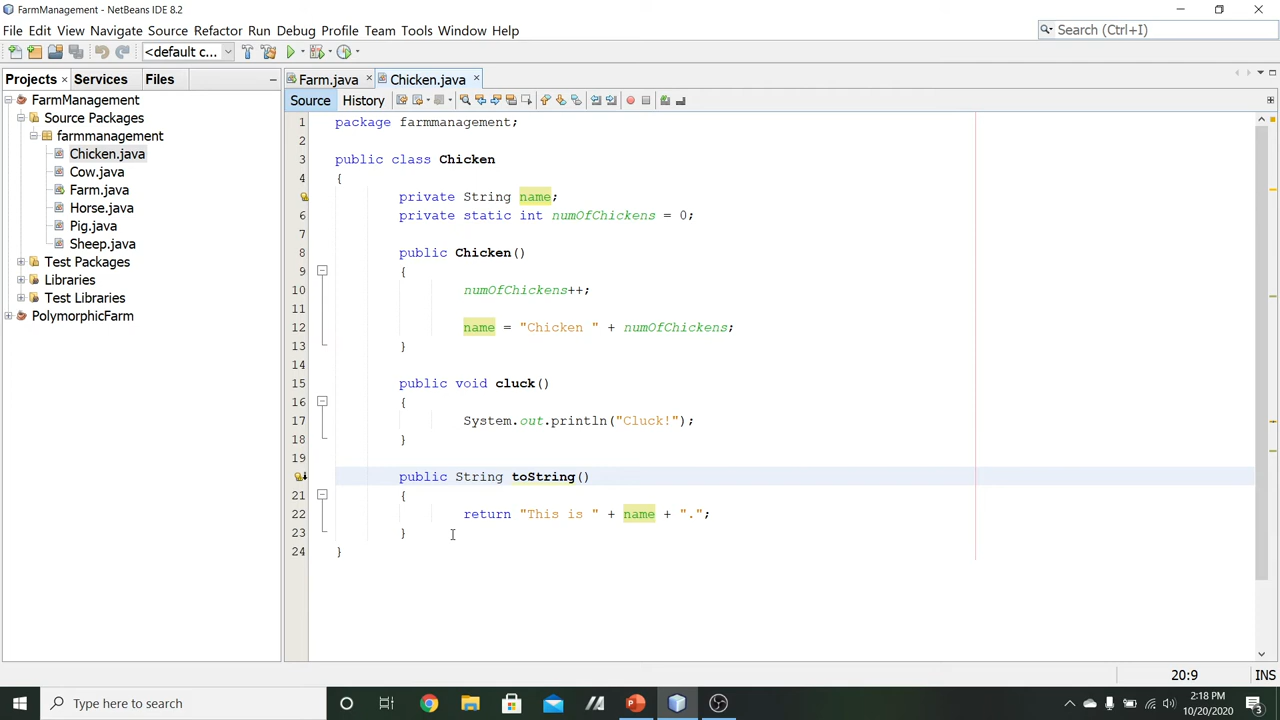 FarmManagement - NetBeans IDE 8.2
File Edit View Navigate Source Refactor Run Debug Profile Team Tools Window Help
Search (Ctrl+I)
<default c...
Projects Services Files
Farm.java Chicken.java
Source History
FarmManagement
Source Packages
farmmanagement
Chicken.java
Cow.java
Farm.java
Horse.java
Pig.java
Sheep.java
Test Packages
Libraries
Test Libraries
PolymorphicFarm
1 package farmmanagement;
2
3 public class Chicken
4 {
private String name;
6 private static int numOfChickens = 0;
7
8 public Chicken()
9 {
10 numOfChickens++;
11
12 name = "Chicken " + numOfChickens;
13 }
14
15 public void cluck()
16 {
17 System.out.println("Cluck!");
18 }
19
public String toString()
21 {
22 return "This is " + name + ".";
23 }
24 }
20:9 INS
Type here to search
2:18 PM
10/20/2020
3